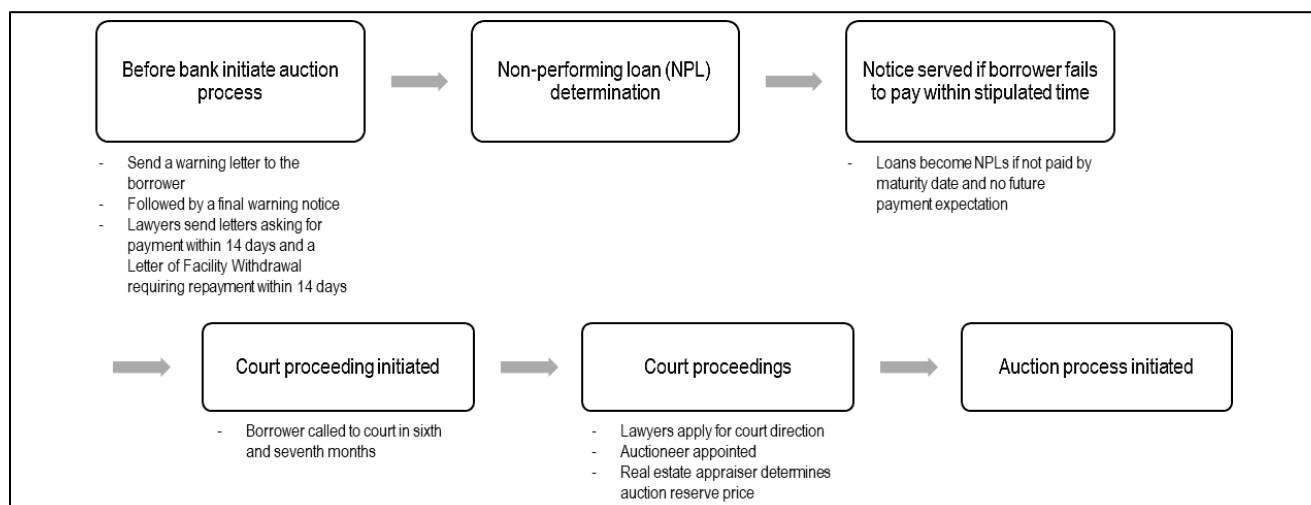 Before bank initiate auction
process
Non-performing loan (NPL)
determination
Notice served if borrower fails
to pay within stipulated time
- Send a warning letter to the
borrower
- Followed by a final warning notice
- Lawyers send letters asking for
payment within 14 days and a
Letter of Facility Withdrawal
requiring repayment within 14 days
- Loans become NPLs if not paid by
maturity date and no future
payment expectation
Court proceeding initiated
Court proceedings
Auction process initiated
- Borrower called to court in sixth
and seventh months
- Lawyers apply for court direction
- Auctioneer appointed
- Real estate appraiser determines
auction reserve price